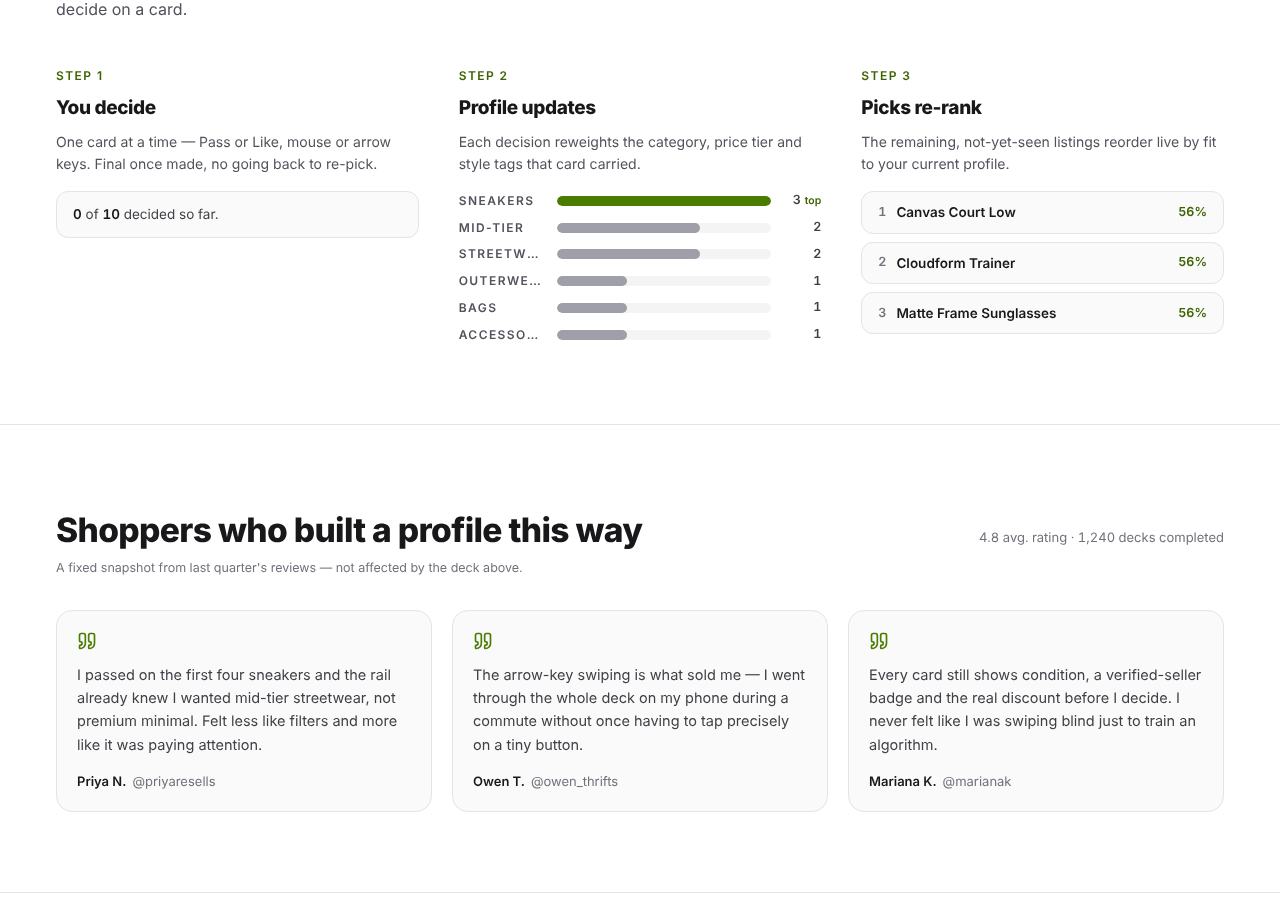 decide on a card.
STEP 1
You decide
One card at a time — Pass or Like, mouse or arrow
keys. Final once made, no going back to re-pick.
0 of 10 decided so far.
STEP 2
Profile updates
Each decision reweights the category, price tier and
style tags that card carried.
SNEAKERS 3 top
MID-TIER 2
STREETW… 2
OUTERWE… 1
BAGS 1
ACCESSO… 1
STEP 3
Picks re-rank
The remaining, not-yet-seen listings reorder live by fit
to your current profile.
1 Canvas Court Low 56%
2 Cloudform Trainer 56%
3 Matte Frame Sunglasses 56%
Shoppers who built a profile this way
4.8 avg. rating · 1,240 decks completed
A fixed snapshot from last quarter's reviews — not affected by the deck above.
I passed on the first four sneakers and the rail
already knew I wanted mid-tier streetwear, not
premium minimal. Felt less like filters and more
like it was paying attention.
Priya N. @priyaresells
The arrow-key swiping is what sold me — I went
through the whole deck on my phone during a
commute without once having to tap precisely
on a tiny button.
Owen T. @owen_thrifts
Every card still shows condition, a verified-seller
badge and the real discount before I decide. I
never felt like I was swiping blind just to train an
algorithm.
Mariana K. @marianak